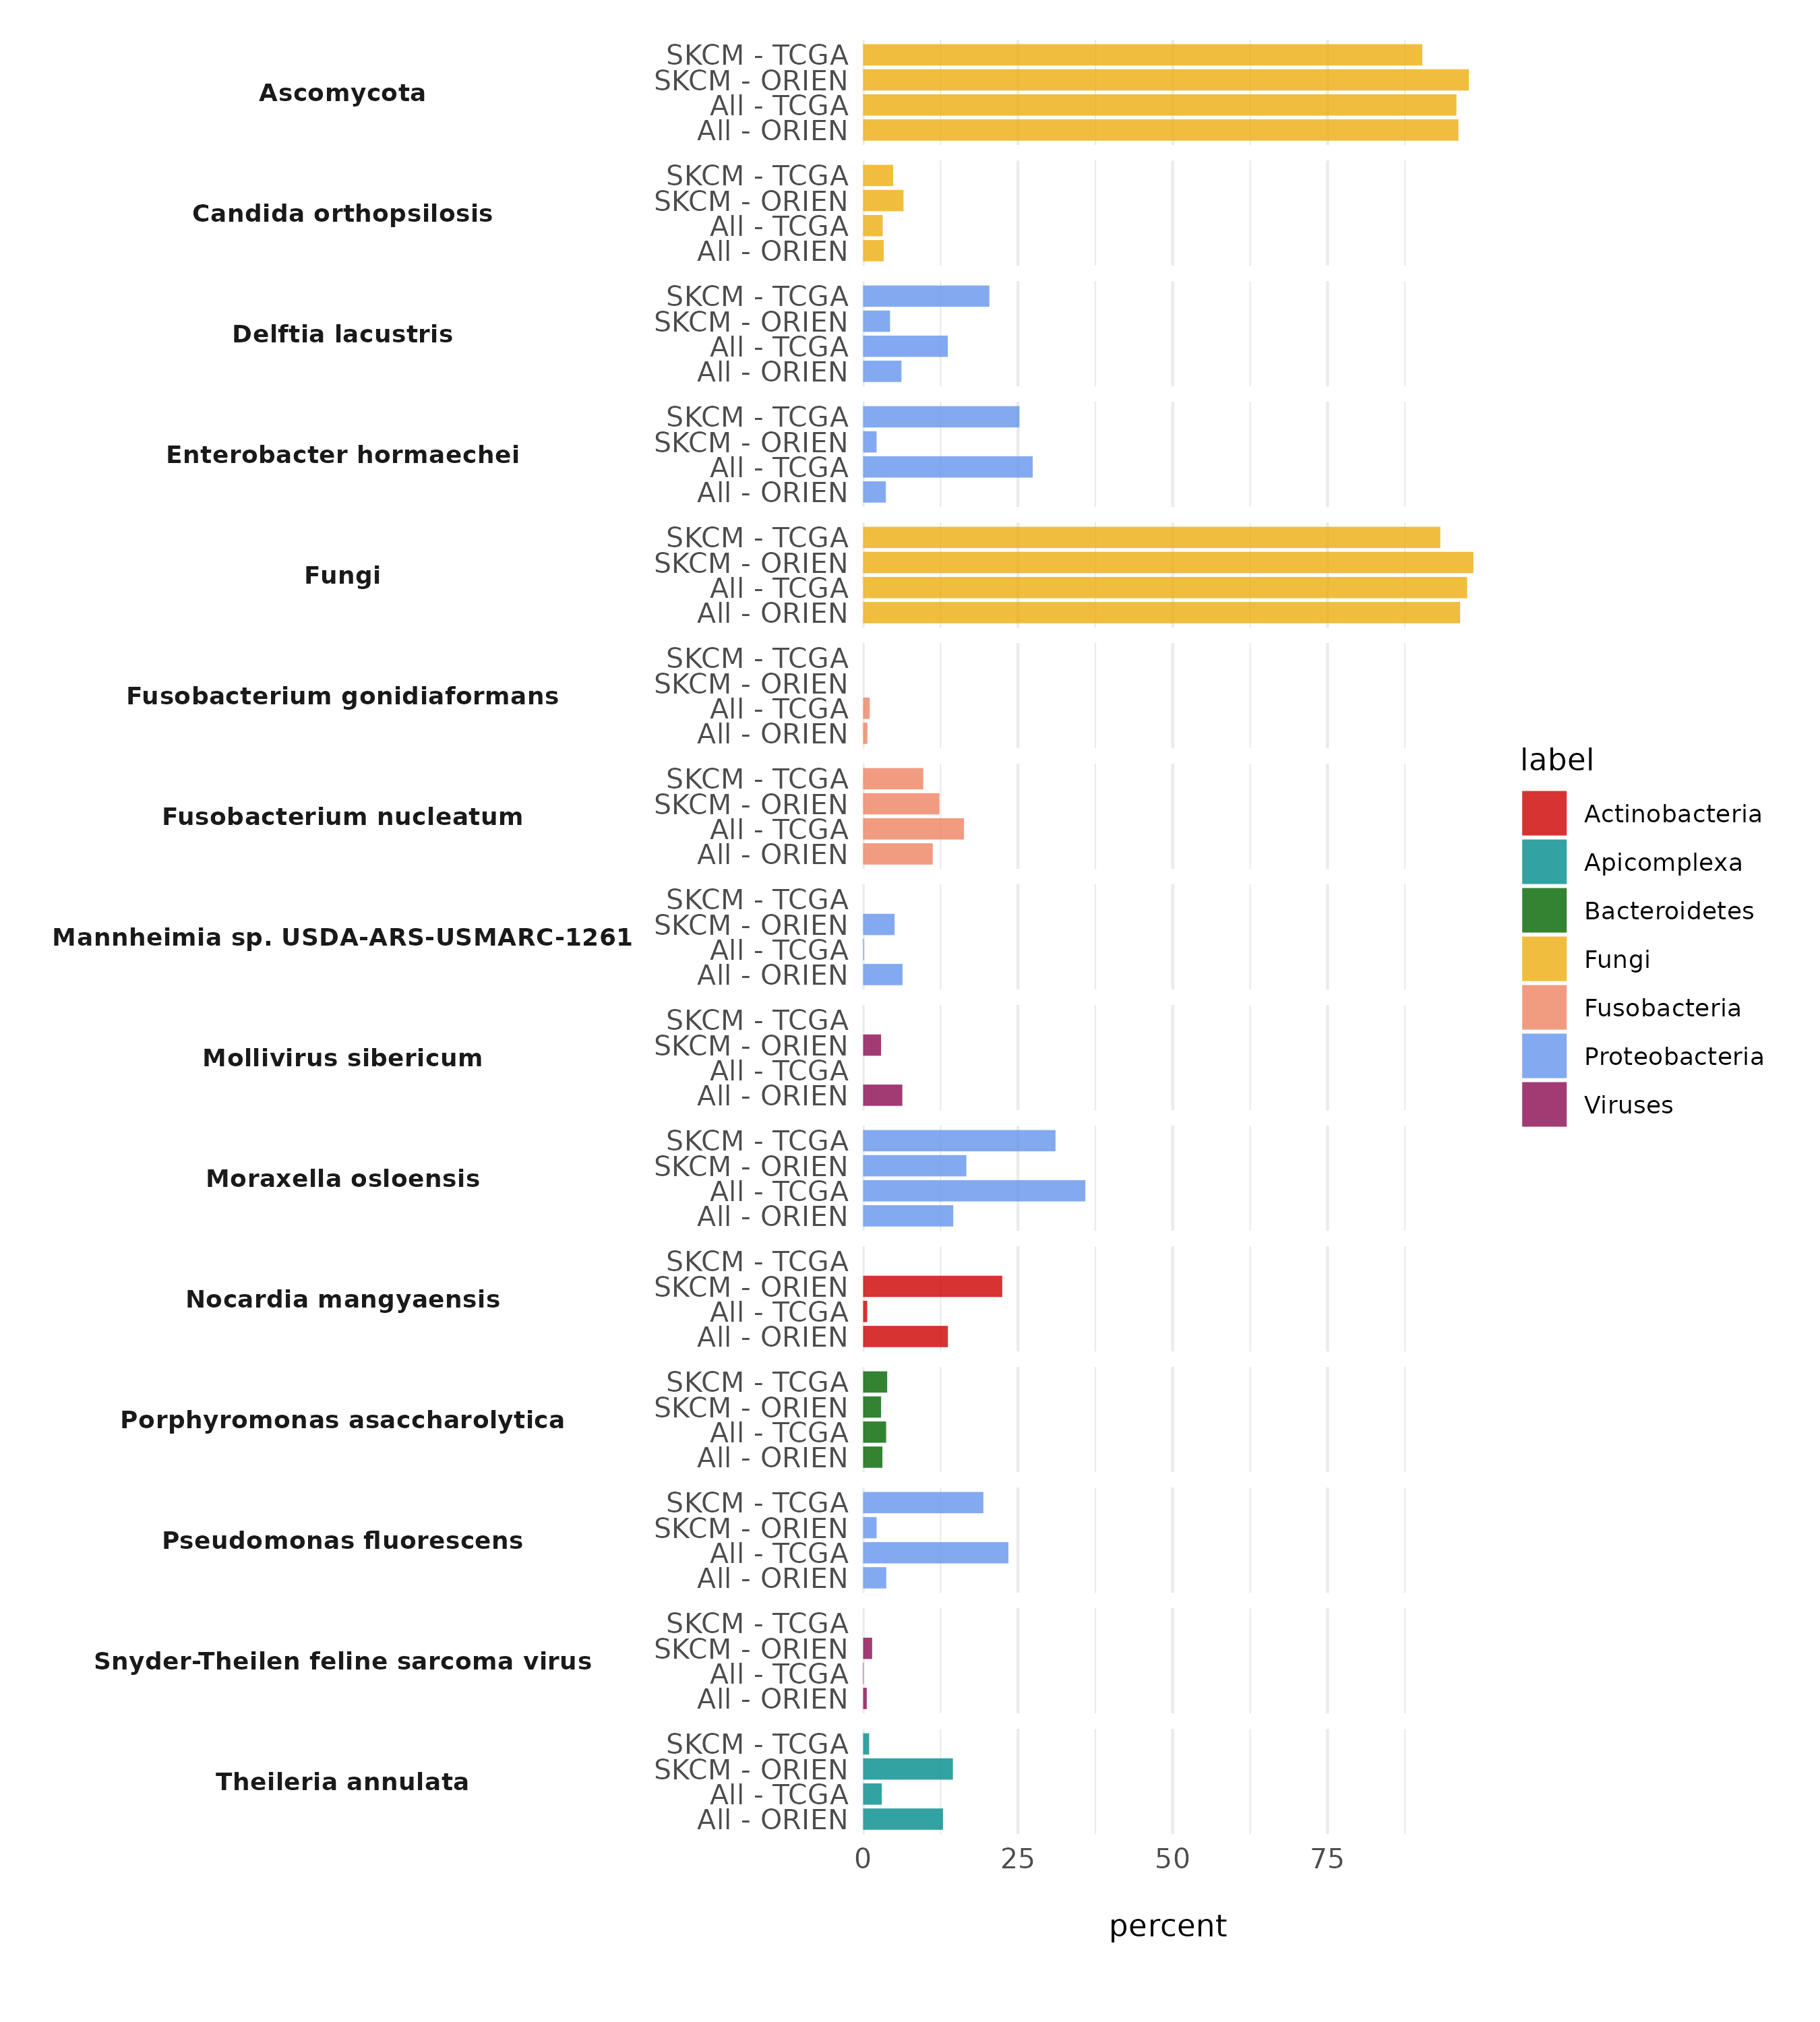 Ascomycota
SKCM - TCGA
SKCM - ORIEN
All - TCGA
All - ORIEN
Candida orthopsilosis
SKCM - TCGA
SKCM - ORIEN
All - TCGA
All - ORIEN
Delftia lacustris
SKCM - TCGA
SKCM - ORIEN
All - TCGA
All - ORIEN
Enterobacter hormaechei
SKCM - TCGA
SKCM - ORIEN
All - TCGA
All - ORIEN
Fungi
SKCM - TCGA
SKCM - ORIEN
All - TCGA
All - ORIEN
Fusobacterium gonidiaformans
SKCM - TCGA
SKCM - ORIEN
All - TCGA
All - ORIEN
Fusobacterium nucleatum
SKCM - TCGA
SKCM - ORIEN
All - TCGA
All - ORIEN
Mannheimia sp. USDA-ARS-USMARC-1261
SKCM - TCGA
SKCM - ORIEN
All - TCGA
All - ORIEN
Mollivirus sibericum
SKCM - TCGA
SKCM - ORIEN
All - TCGA
All - ORIEN
Moraxella osloensis
SKCM - TCGA
SKCM - ORIEN
All - TCGA
All - ORIEN
Nocardia mangyaensis
SKCM - TCGA
SKCM - ORIEN
All - TCGA
All - ORIEN
Porphyromonas asaccharolytica
SKCM - TCGA
SKCM - ORIEN
All - TCGA
All - ORIEN
Pseudomonas fluorescens
SKCM - TCGA
SKCM - ORIEN
All - TCGA
All - ORIEN
Snyder-Theilen feline sarcoma virus
SKCM - TCGA
SKCM - ORIEN
All - TCGA
All - ORIEN
Theileria annulata
SKCM - TCGA
SKCM - ORIEN
All - TCGA
All - ORIEN
0 25 50 75
percent
label
Actinobacteria
Apicomplexa
Bacteroidetes
Fungi
Fusobacteria
Proteobacteria
Viruses